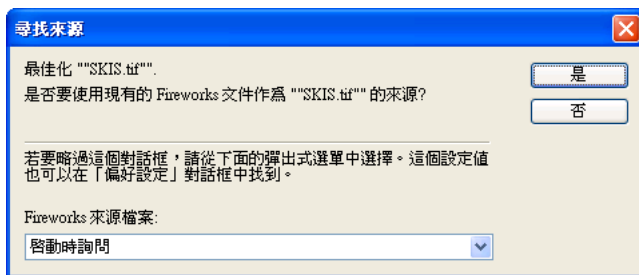 尋找來源
最佳化 ""SKIS.tif"".
是否要使用現有的 Fireworks 文件作爲 ""SKIS.tif"" 的來源?
是
否
若要略過這個對話框，請從下面的彈出式選單中選擇。這個設定值
也可以在「偏好設定」對話框中找到。
Fireworks 來源檔案:
啓動時詢問